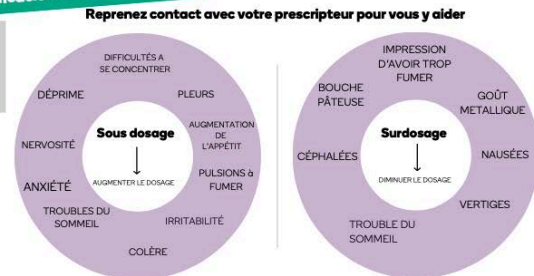 Reprenez contact avec votre prescripteur pour vous y aider
DIFFICULTÉS A
SE CONCENTRER
DÉPRIME
PLEURS
NERVOSITÉ
Sous dosage
AUGMENTATION
DE
L'APPÉTIT
ANXIÉTÉ
AUGMENTER LE DOSAGE
PULSIONS à
FUMER
TROUBLES DU
SOMMEIL
IRRITABILITÉ
COLÈRE
IMPRESSION
D'AVOIR TROP
FUMER
BOUCHE
PÂTEUSE
GOÛT
METALLIQUE
CÉPHALÉES
Surdosage
NAUSÉES
DIMINUER LE DOSAGE
VERTIGES
TROUBLE DU
SOMMEIL